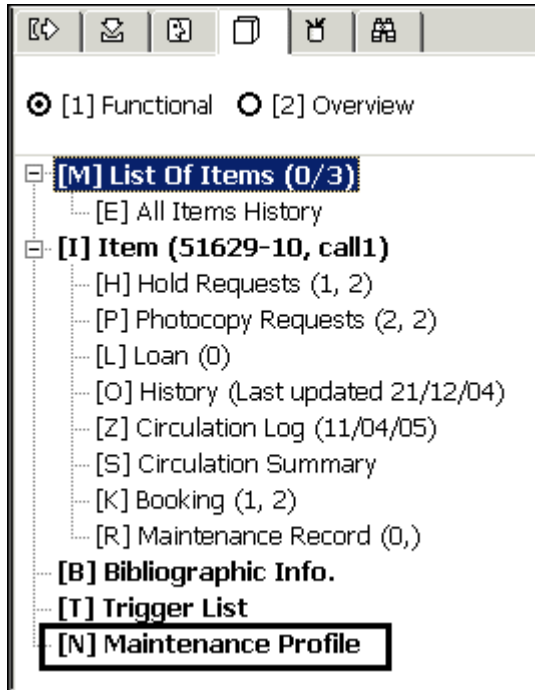 [1] Functional [2] Overview
[M] List Of Items (0/3)
[E] All Items History
[I] Item (51629-10, call1)
[H] Hold Requests (1, 2)
[P] Photocopy Requests (2, 2)
[L] Loan (0)
[O] History (Last updated 21/12/04)
[Z] Circulation Log (11/04/05)
[S] Circulation Summary
[K] Booking (1, 2)
[R] Maintenance Record (0,)
[B] Bibliographic Info.
[T] Trigger List
[N] Maintenance Profile